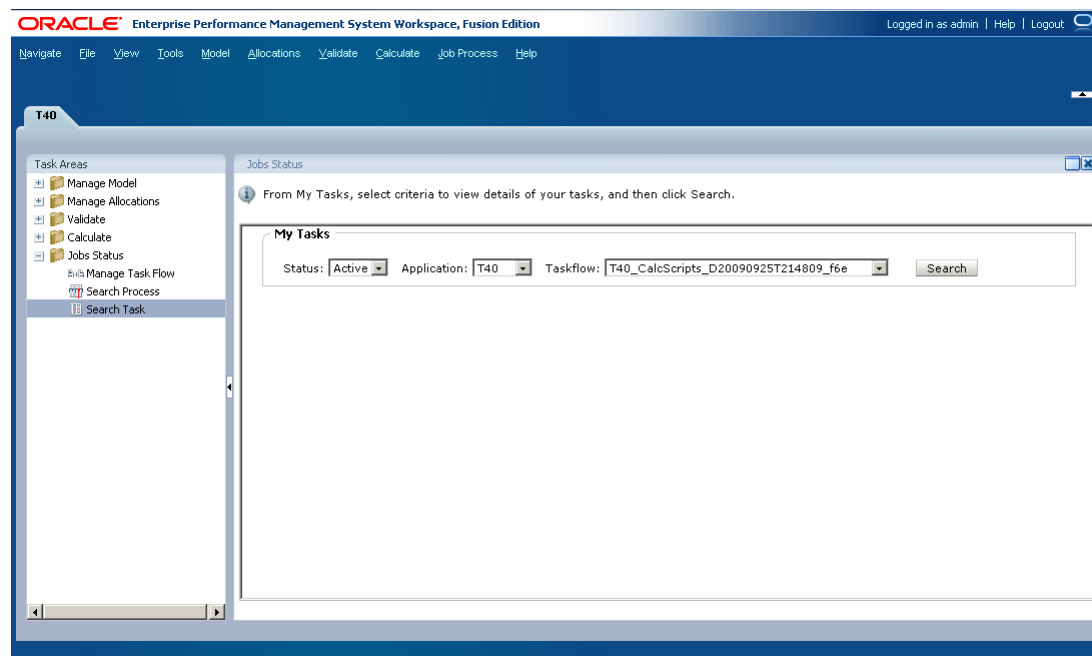 ORACLE Enterprise Performance Management System Workspace, Fusion Edition Logged in as admin | Help | Logout
Navigate File View Tools Model Allocations Validate Calculate Job Process Help
T40
Task Areas
Manage Model
Manage Allocations
Validate
Calculate
Jobs Status
Manage Task Flow
Search Process
Search Task
Jobs Status
From My Tasks, select criteria to view details of your tasks, and then click Search.
My Tasks
Status: Active Application: T40 Taskflow: T40_CalcScripts_D20090925T214809_f6e Search